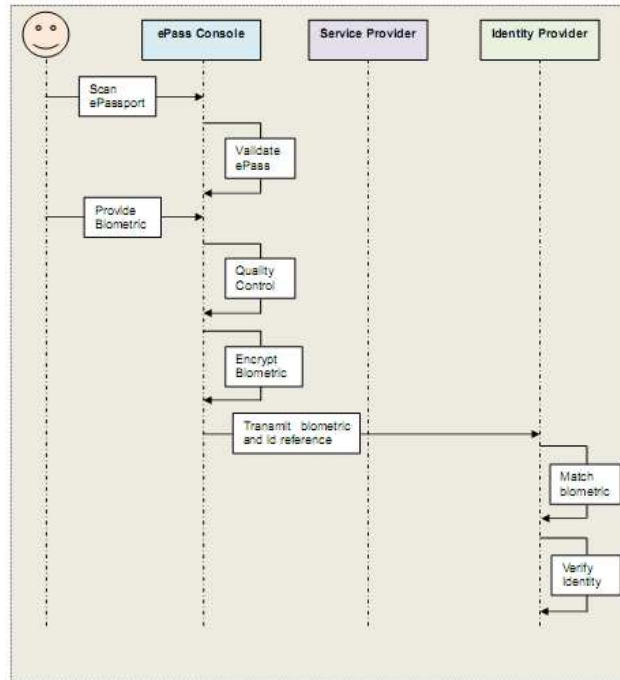 ePass Console
Service Provider
Identity Provider
Scan
ePassport
Validate
ePass
Provide
Biometric
Quality
Control
Encrypt
Biometric
Transmit biometric
and id reference
Match
biometric
Verify
Identity